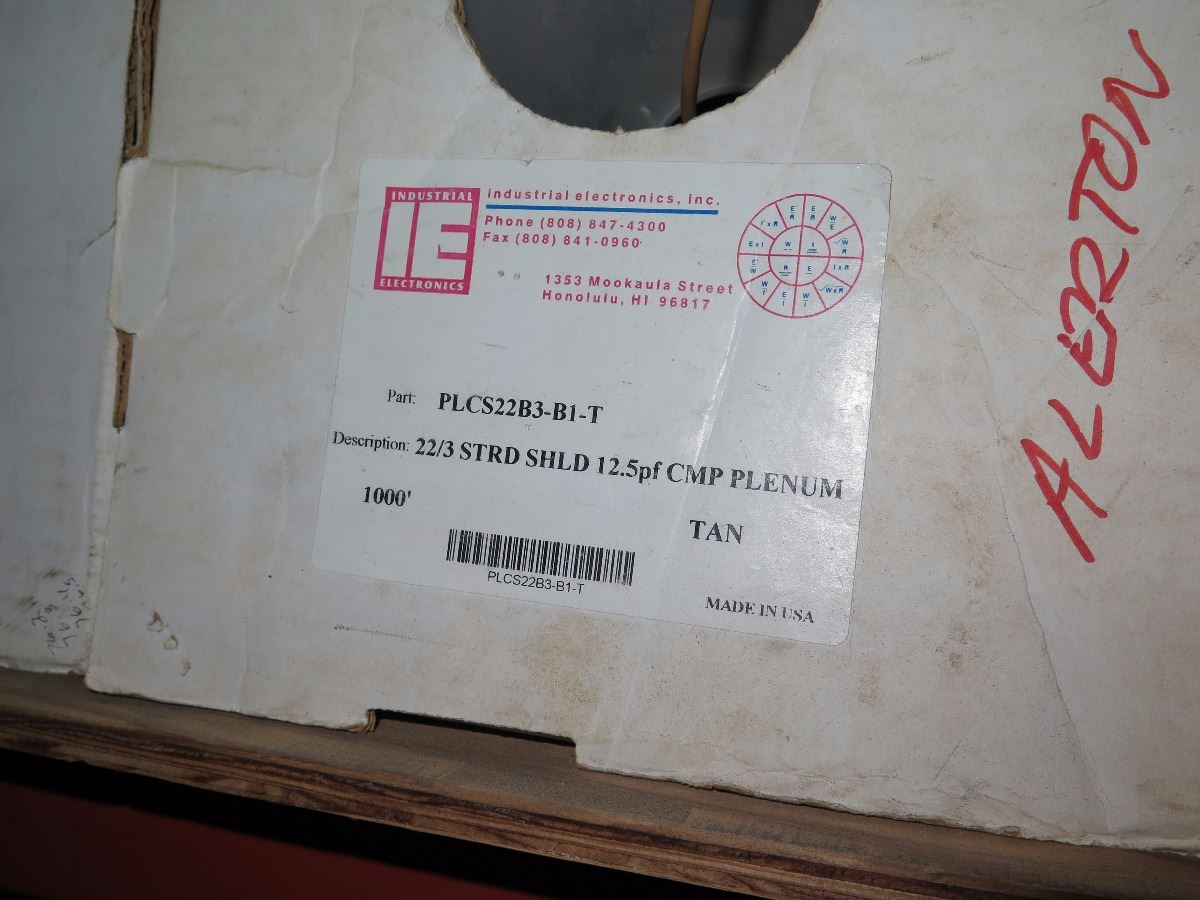 INDUSTRIAL
IE
ELECTRONICS
industrial electronics, inc.
Phone (808) 847-4300
Fax (808) 841-0960
1353 Mookaula Street
Honolulu, HI 96817
Part: PLCS22B3-B1-T
Description: 22/3 STRD SHLD 12.5pf CMP PLENUM
1000'
TAN
PLCS22B3-B1-T
MADE IN USA
ALERTON